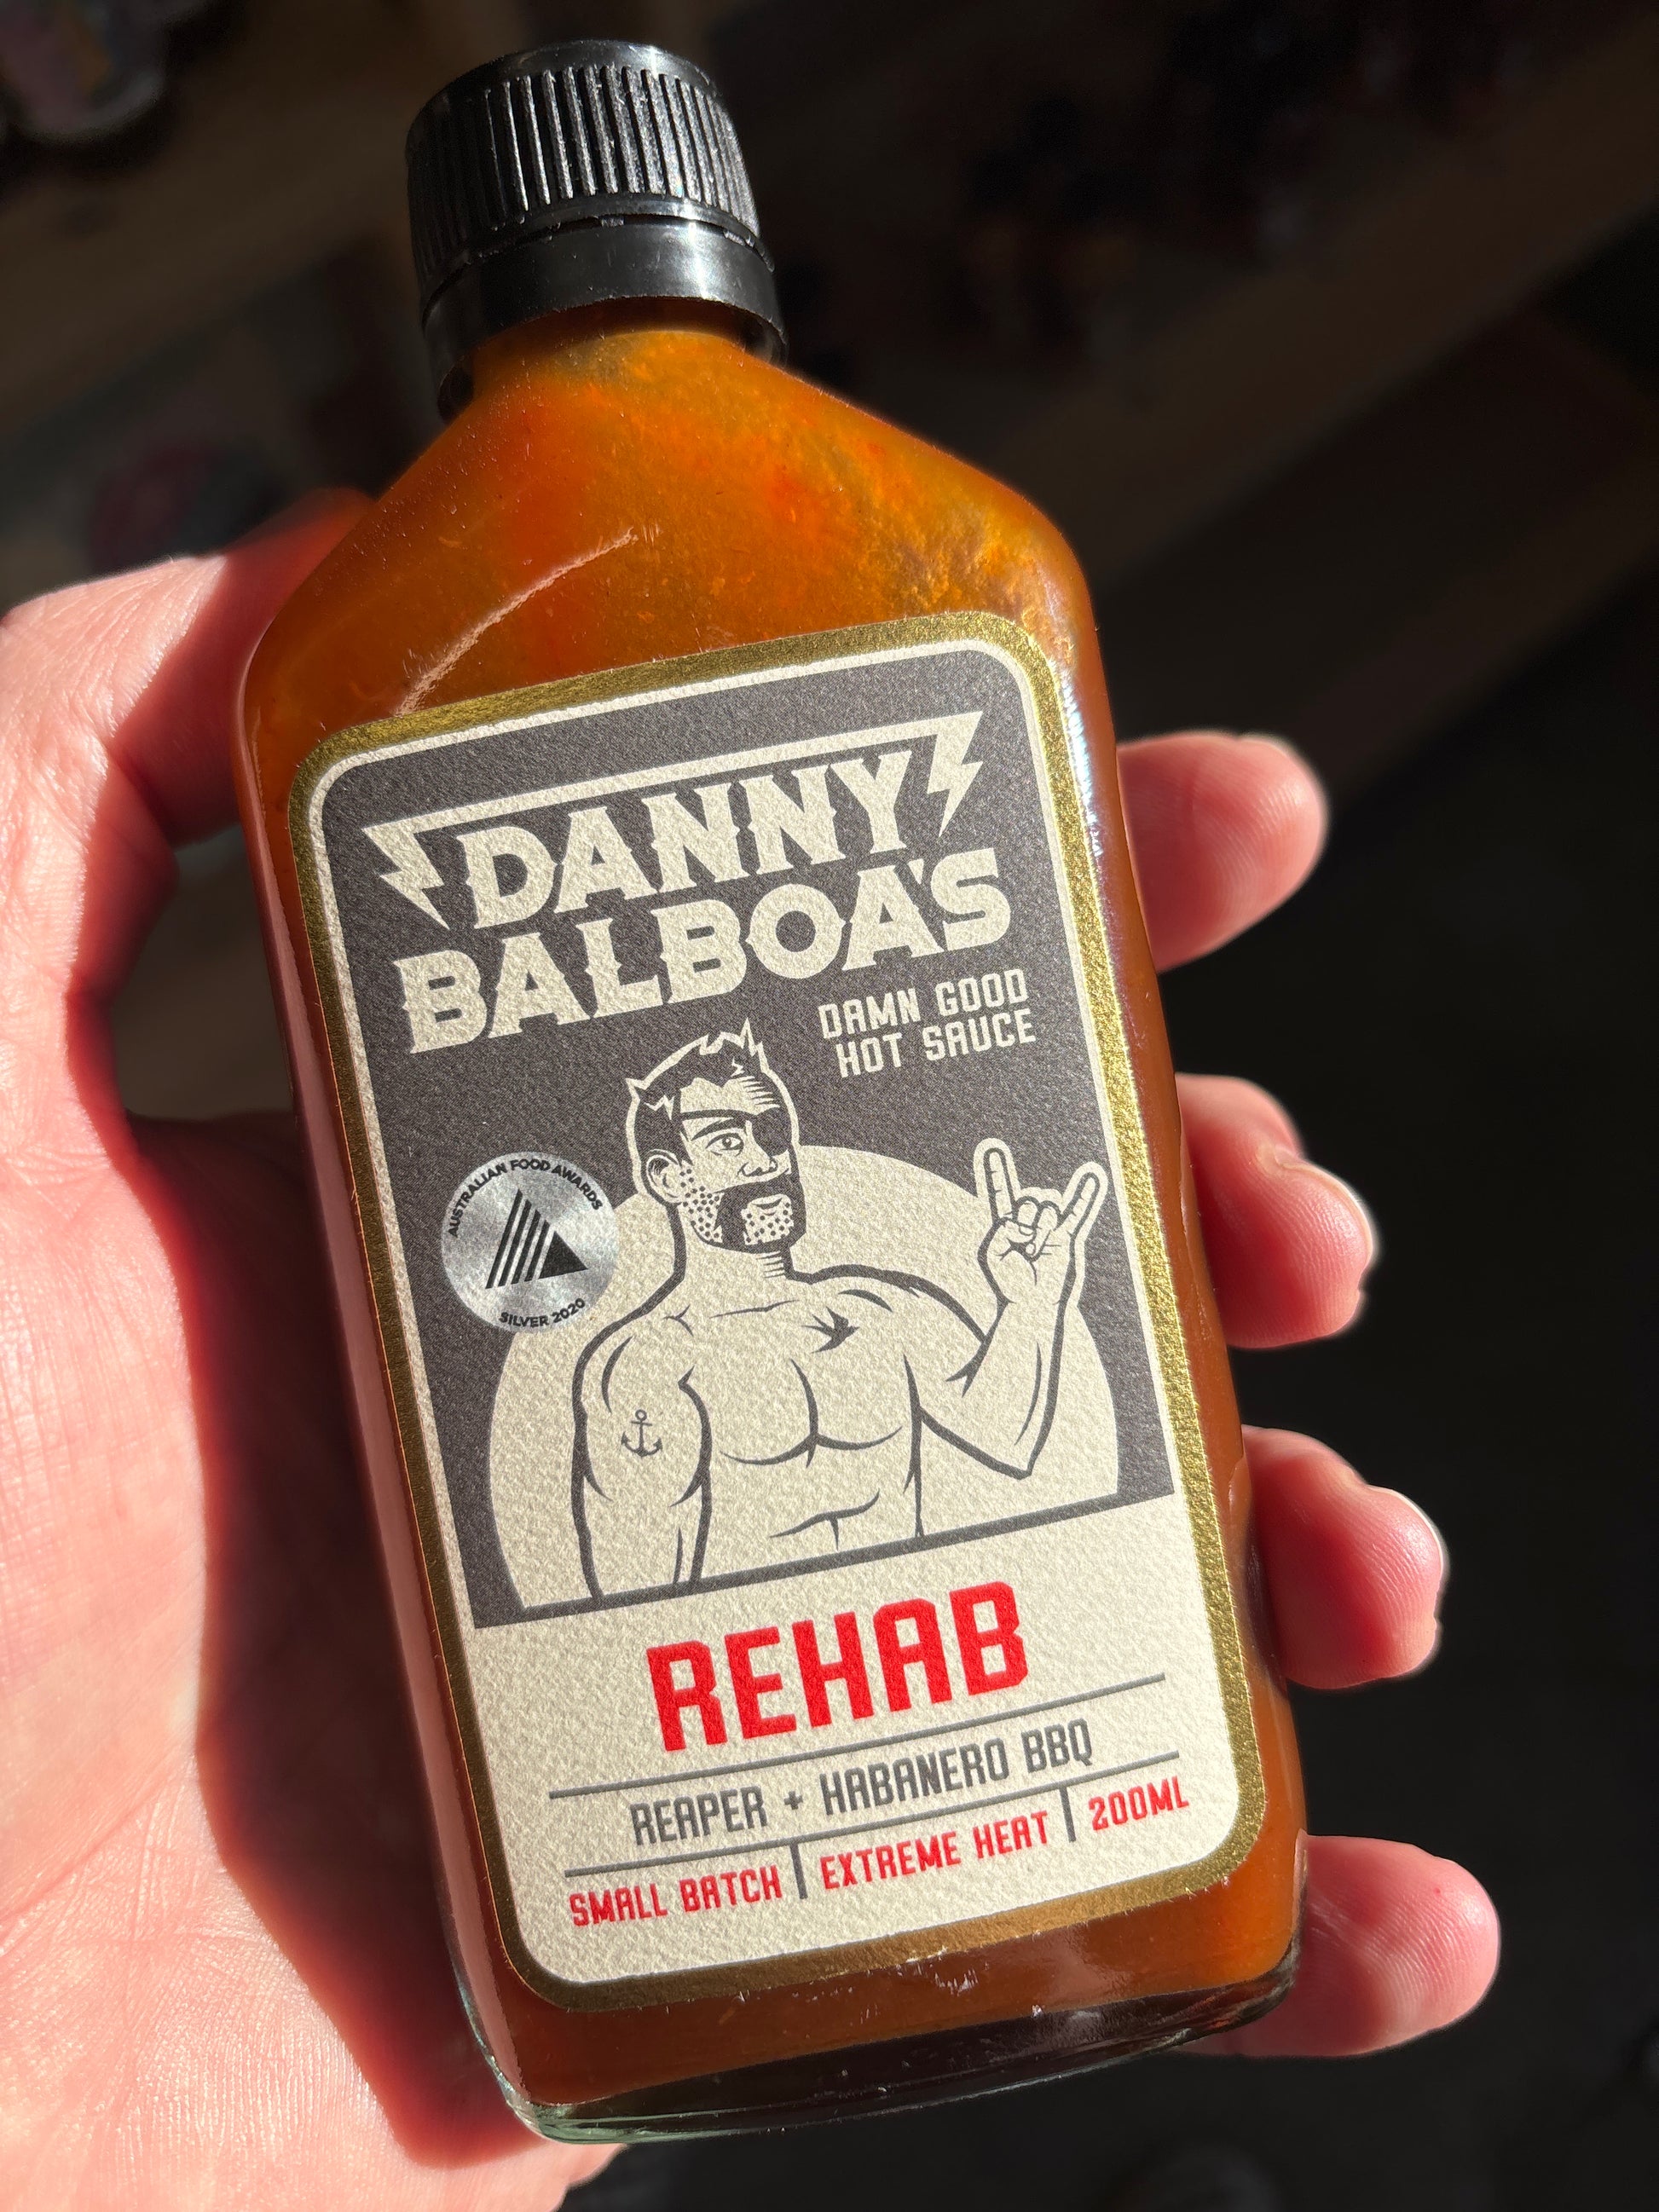 DANNY
BALBOA'S
DAMN GOOD
HOT SAUCE
AUSTRALIAN FOOD AWARDS
SILVER 2020
REHAB
REAPER + HABANERO BBQ
SMALL BATCH | EXTREME HEAT | 200ML